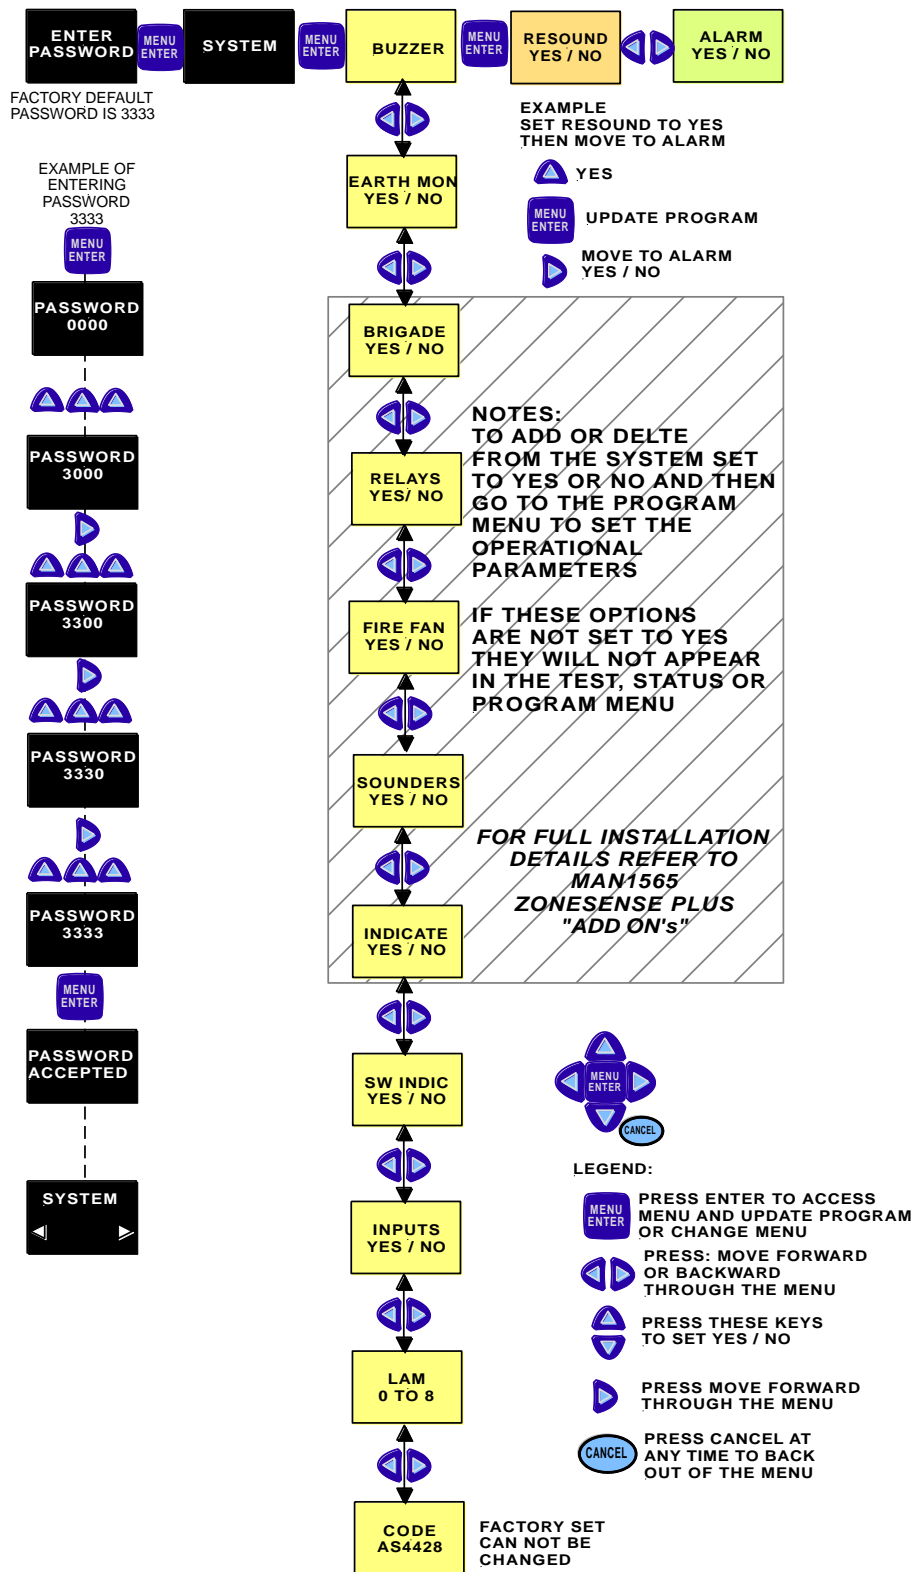 ENTER
PASSWORD
MENU
ENTER
SYSTEM
MENU
ENTER
BUZZER
MENU
ENTER
RESOUND
YES / NO
ALARM
YES / NO
FACTORY DEFAULT
PASSWORD IS 3333
EXAMPLE
SET RESOUND TO YES
THEN MOVE TO ALARM
YES
MENU
ENTER
UPDATE PROGRAM
MOVE TO ALARM
YES / NO
EXAMPLE OF
ENTERING
PASSWORD
3333
MENU
ENTER
PASSWORD
0000
PASSWORD
3000
PASSWORD
3300
PASSWORD
3330
PASSWORD
3333
MENU
ENTER
PASSWORD
ACCEPTED
SYSTEM
EARTH MON
YES / NO
BRIGADE
YES / NO
RELAYS
YES/ NO
FIRE FAN
YES / NO
SOUNDERS
YES / NO
INDICATE
YES / NO
NOTES:
TO ADD OR DELTE
FROM THE SYSTEM SET
TO YES OR NO AND THEN
GO TO THE PROGRAM
MENU TO SET THE
OPERATIONAL
PARAMETERS
IF THESE OPTIONS
ARE NOT SET TO YES
THEY WILL NOT APPEAR
IN THE TEST, STATUS OR
PROGRAM MENU
FOR FULL INSTALLATION
DETAILS REFER TO
MAN1565
ZONESENSE PLUS
"ADD ON's"
SW INDIC
YES / NO
INPUTS
YES / NO
LAM
0 TO 8
CODE
AS4428
FACTORY SET
CAN NOT BE
CHANGED
MENU
ENTER
CANCEL
LEGEND:
MENU
ENTER
PRESS ENTER TO ACCESS
MENU AND UPDATE PROGRAM
OR CHANGE MENU
PRESS: MOVE FORWARD
OR BACKWARD
THROUGH THE MENU
PRESS THESE KEYS
TO SET YES / NO
PRESS MOVE FORWARD
THROUGH THE MENU
CANCEL
PRESS CANCEL AT
ANY TIME TO BACK
OUT OF THE MENU